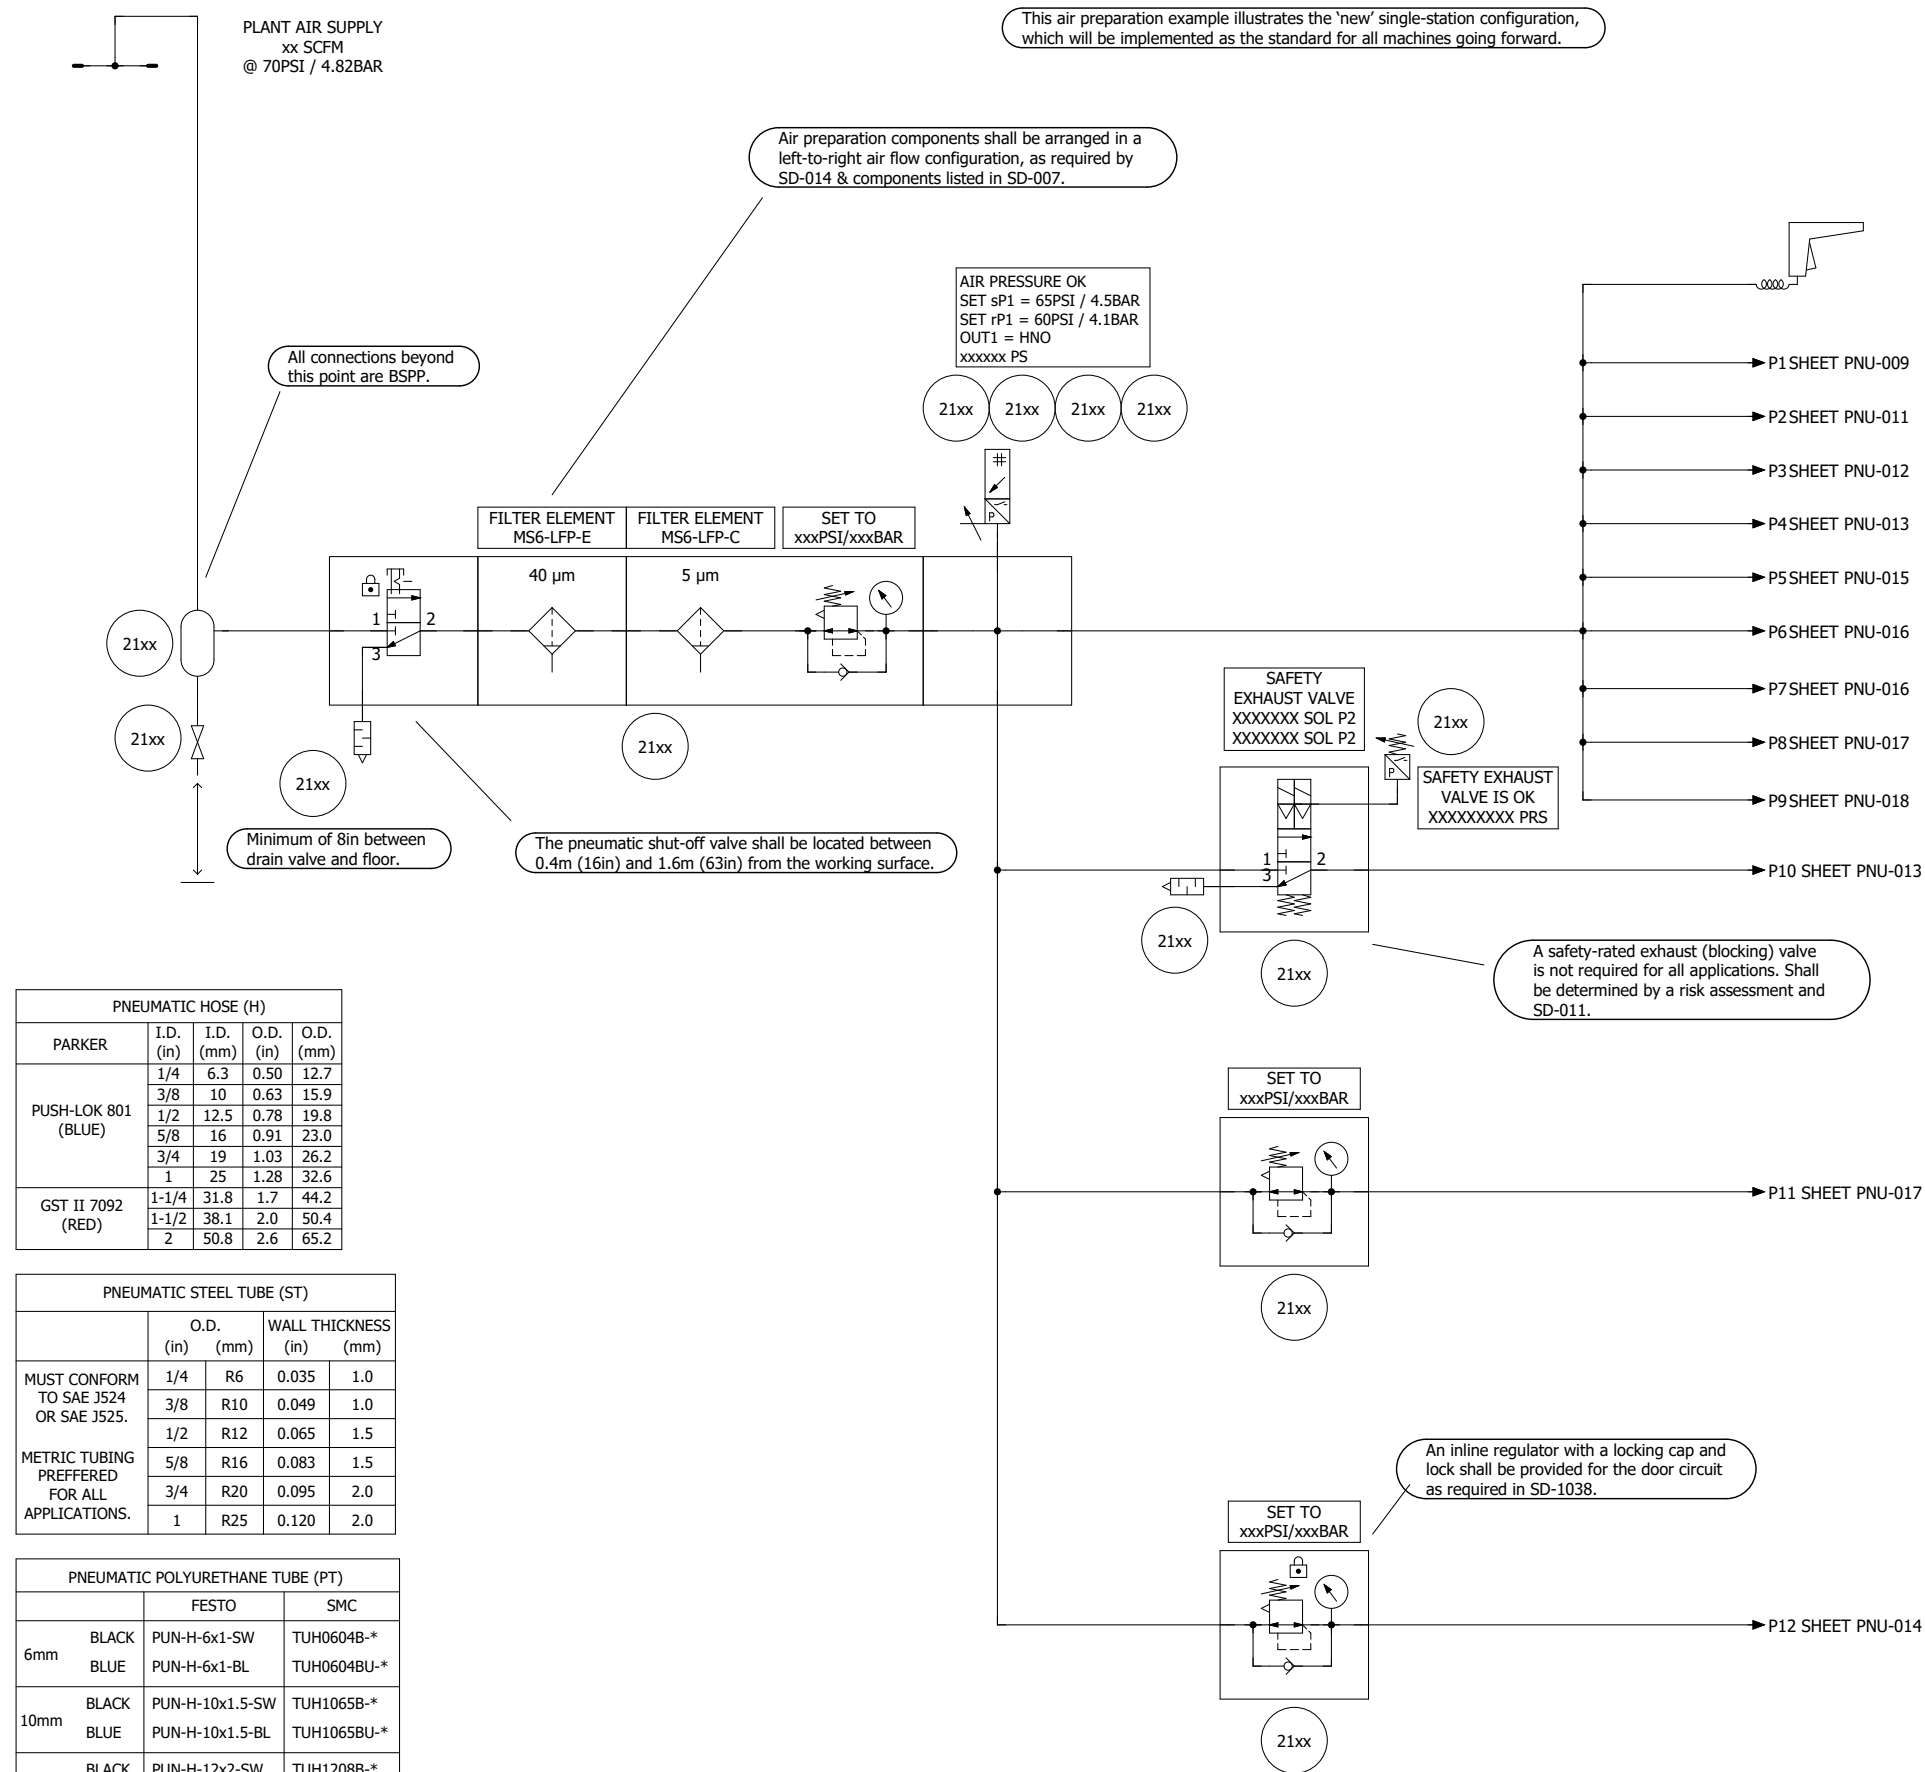 PLANT AIR SUPPLY
xx SCFM
@ 70PSI / 4.82BAR
This air preparation example illustrates the ‘new’ single-station configuration,
which will be implemented as the standard for all machines going forward.
Air preparation components shall be arranged in a
left-to-right air flow configuration, as required by
SD-014 & components listed in SD-007.
AIR PRESSURE OK
SET sP1 = 65PSI / 4.5BAR
SET rP1 = 60PSI / 4.1BAR
OUT1 = HNO
xxxxxx PS
21xx
21xx
21xx
21xx
#
P
All connections beyond
this point are BSPP.
FILTER ELEMENT
MS6-LFP-E
FILTER ELEMENT
MS6-LFP-C
SET TO
xxxPSI/xxxBAR
40 µm
5 µm
1
2
3
21xx
21xx
21xx
21xx
Minimum of 8in between
drain valve and floor.
The pneumatic shut-off valve shall be located between
0.4m (16in) and 1.6m (63in) from the working surface.
P1 SHEET PNU-009
P2 SHEET PNU-011
P3 SHEET PNU-012
P4 SHEET PNU-013
P5 SHEET PNU-015
P6 SHEET PNU-016
P7 SHEET PNU-016
P8 SHEET PNU-017
P9 SHEET PNU-018
P10 SHEET PNU-013
SAFETY
EXHAUST VALVE
XXXXXXX SOL P2
XXXXXXX SOL P2
21xx
P
SAFETY EXHAUST
VALVE IS OK
XXXXXXXXX PRS
1
2
3
21xx
21xx
A safety-rated exhaust (blocking) valve
is not required for all applications. Shall
be determined by a risk assessment and
SD-011.
SET TO
xxxPSI/xxxBAR
P11 SHEET PNU-017
21xx
An inline regulator with a locking cap and
lock shall be provided for the door circuit
as required in SD-1038.
SET TO
xxxPSI/xxxBAR
P12 SHEET PNU-014
21xx
PNEUMATIC HOSE (H)
PARKER I.D. (in) I.D. (mm) O.D. (in) O.D. (mm)
PUSH-LOK 801
(BLUE)
1/4 6.3 0.50 12.7
3/8 10 0.63 15.9
1/2 12.5 0.78 19.8
5/8 16 0.91 23.0
3/4 19 1.03 26.2
1 25 1.28 32.6
GST II 7092
(RED)
1-1/4 31.8 1.7 44.2
1-1/2 38.1 2.0 50.4
2 50.8 2.6 65.2
PNEUMATIC STEEL TUBE (ST)
O.D. WALL THICKNESS
(in) (mm) (in) (mm)
MUST CONFORM
TO SAE J524
OR SAE J525.
METRIC TUBING
PREFFERED
FOR ALL
APPLICATIONS.
1/4 R6 0.035 1.0
3/8 R10 0.049 1.0
1/2 R12 0.065 1.5
5/8 R16 0.083 1.5
3/4 R20 0.095 2.0
1 R25 0.120 2.0
PNEUMATIC POLYURETHANE TUBE (PT)
FESTO SMC
6mm
BLACK PUN-H-6x1-SW TUH0604B-*
BLUE PUN-H-6x1-BL TUH0604BU-*
10mm
BLACK PUN-H-10x1.5-SW TUH1065B-*
BLUE PUN-H-10x1.5-BL TUH1065BU-*
BLACK PUN-H-12x2-SW TUH1208B-*